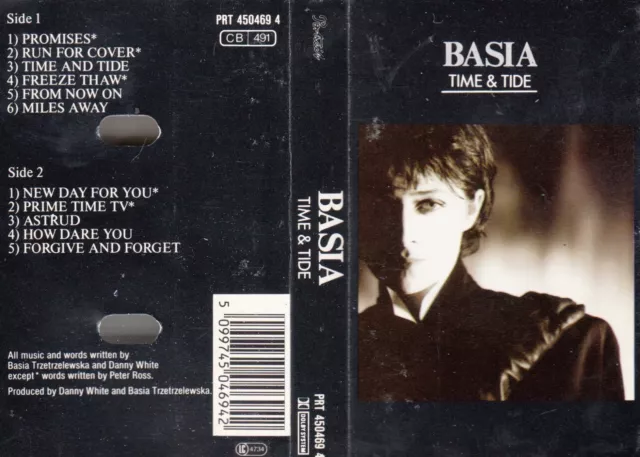 Side 1
1) PROMISES*
2) RUN FOR COVER*
3) TIME AND TIDE
4) FREEZE THAW*
5) FROM NOW ON
6) MILES AWAY
Side 2
1) NEW DAY FOR YOU*
2) PRIME TIME TV*
3) ASTRUD
4) HOW DARE YOU
5) FORGIVE AND FORGET
All music and words written by
Basia Trzetrzelewska and Danny White
except* words written by Peter Ross.
Produced by Danny White and Basia Trzetrzelewska.
PRT 450469 4
CB 491
5 099745 046942
4734
Portrait
BASIA
TIME & TIDE
DOLBY SYSTEM
PRT 450469 4
BASIA
TIME & TIDE